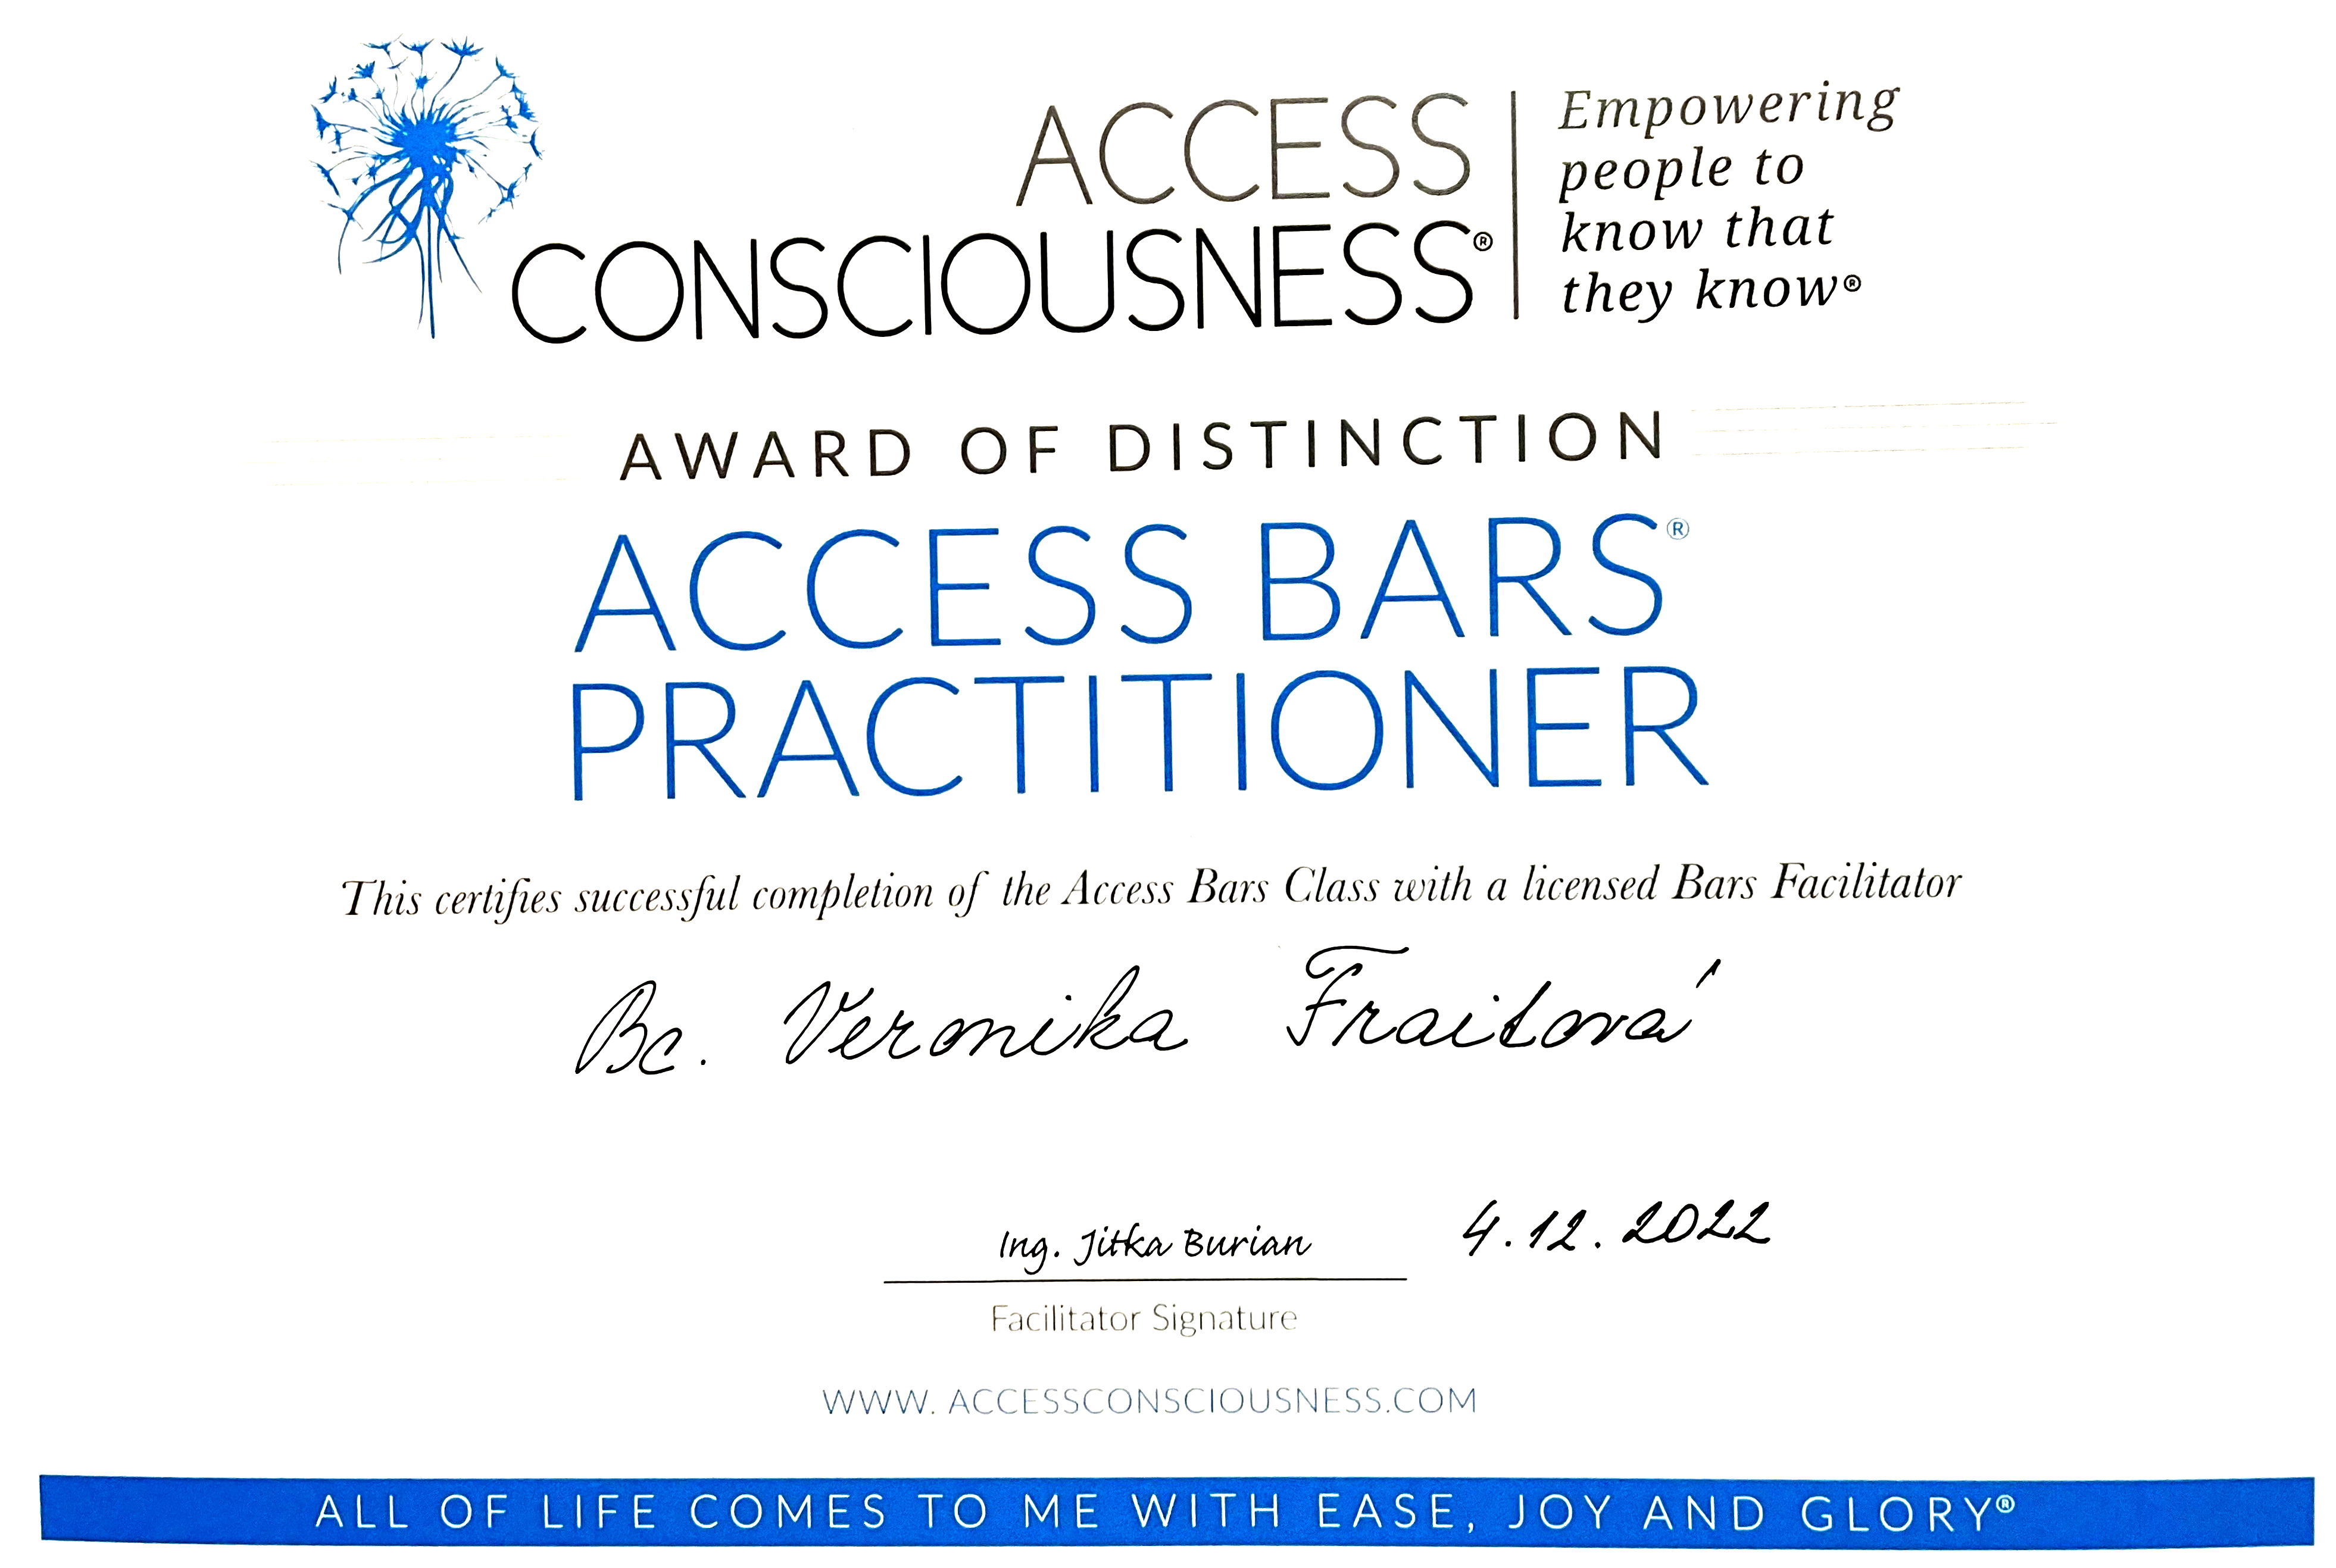 ACCESS
CONSCIOUSNESS®
Empowering
people to
know that
they know®
AWARD OF DISTINCTION
ACCESS BARS®
PRACTITIONER
This certifies successful completion of the Access Bars Class with a licensed Bars Facilitator
Bc. Veronika Fraitová
Ing. Jitka Burian 4.12.2022
Facilitator Signature
WWW. ACCESSCONSCIOUSNESS.COM
ALL OF LIFE COMES TO ME WITH EASE, JOY AND GLORY®